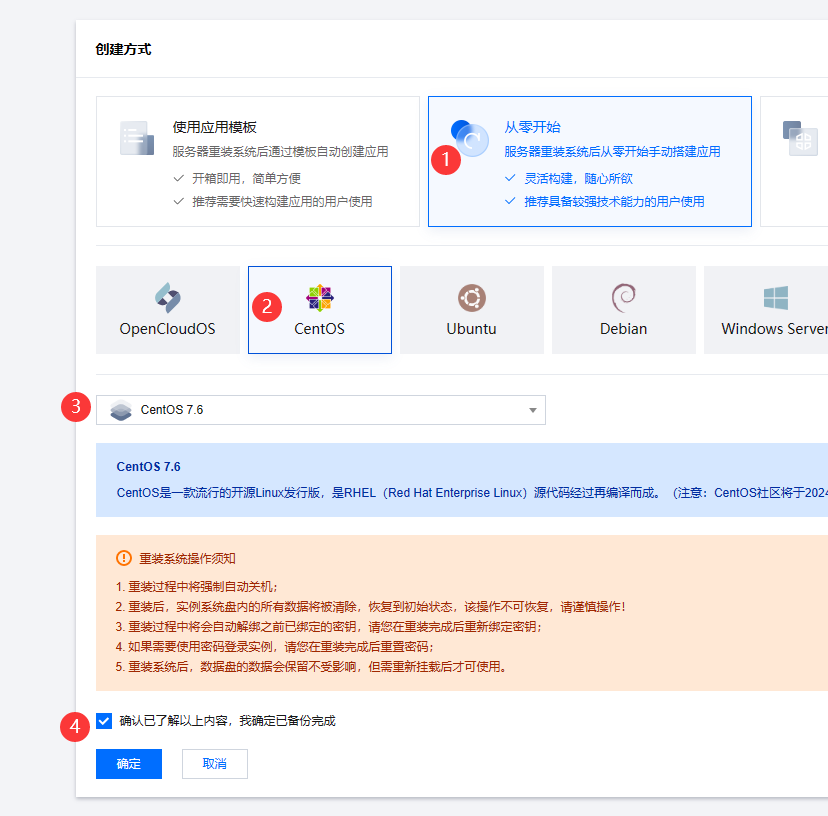 创建方式
使用应用模板
服务器重装系统后通过模板自动创建应用
开箱即用，简单方便
推荐需要快速构建应用的用户使用
1
从零开始
服务器重装系统后从零开始手动搭建应用
灵活构建，随心所欲
推荐具备较强技术能力的用户使用
OpenCloudOS
2
CentOS
Ubuntu
Debian
Windows Server
3
CentOS 7.6
CentOS 7.6
CentOS是一款流行的开源Linux发行版，是RHEL（Red Hat Enterprise Linux）源代码经过再编译而成。（注意：CentOS社区将于2024
重装系统操作须知
1. 重装过程中将强制自动关机；
2. 重装后，实例系统盘内的所有数据将被清除，恢复到初始状态，该操作不可恢复，请谨慎操作！
3. 重装过程中将会自动解绑之前已绑定的密钥，请您在重装完成后重新绑定密钥；
4. 如果需要使用密码登录实例，请您在重装完成后重置密码；
5. 重装系统后，数据盘的数据会保留不受影响，但需重新挂载后才可使用。
4
确认已了解以上内容，我确定已备份完成
确定
取消